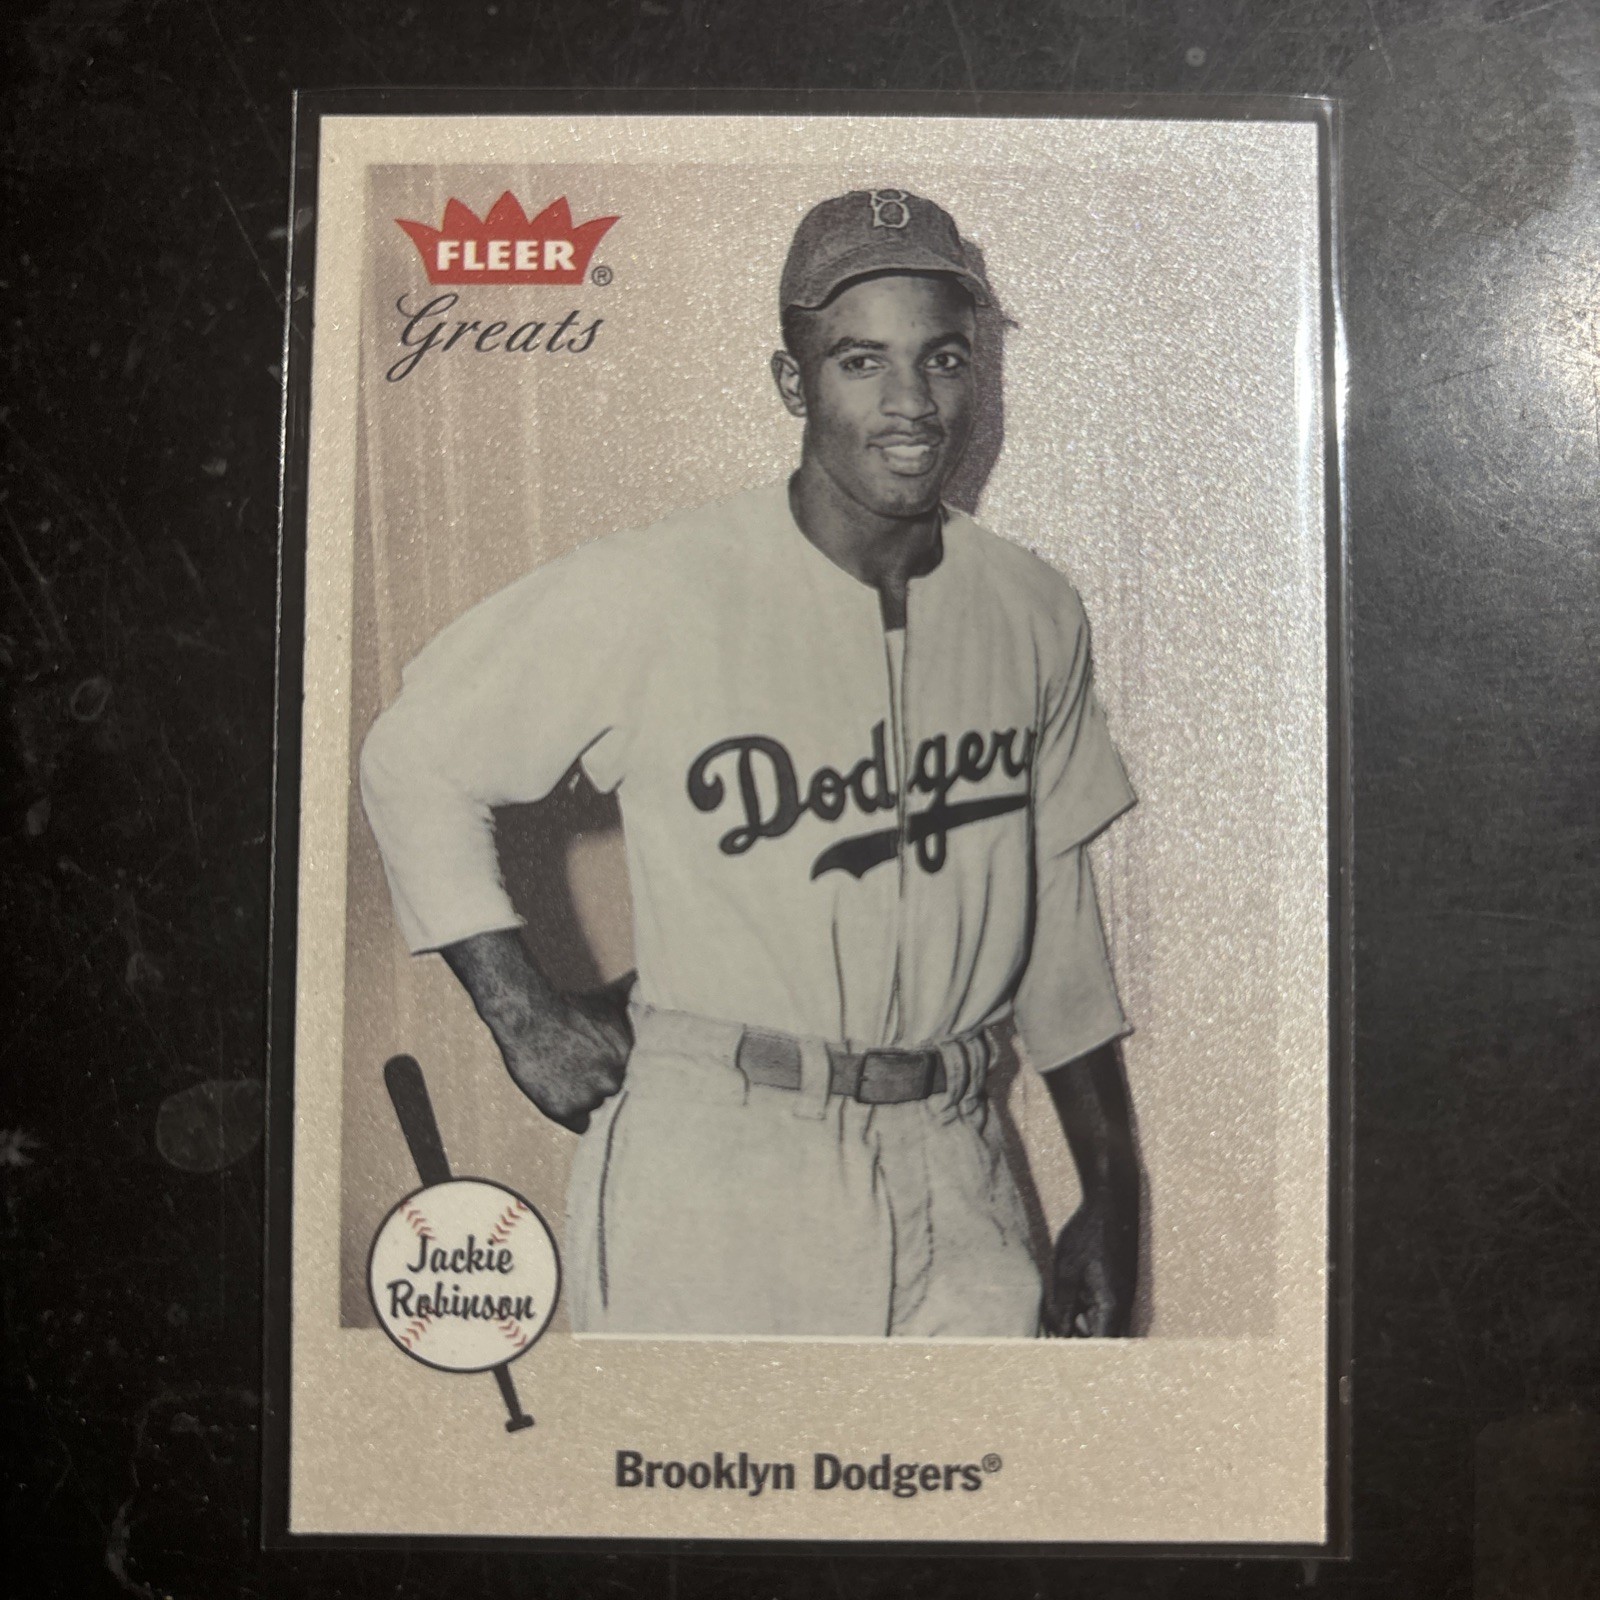 FLEER®
Greats
B
Dodgers
Jackie
Robinson
Brooklyn Dodgers®